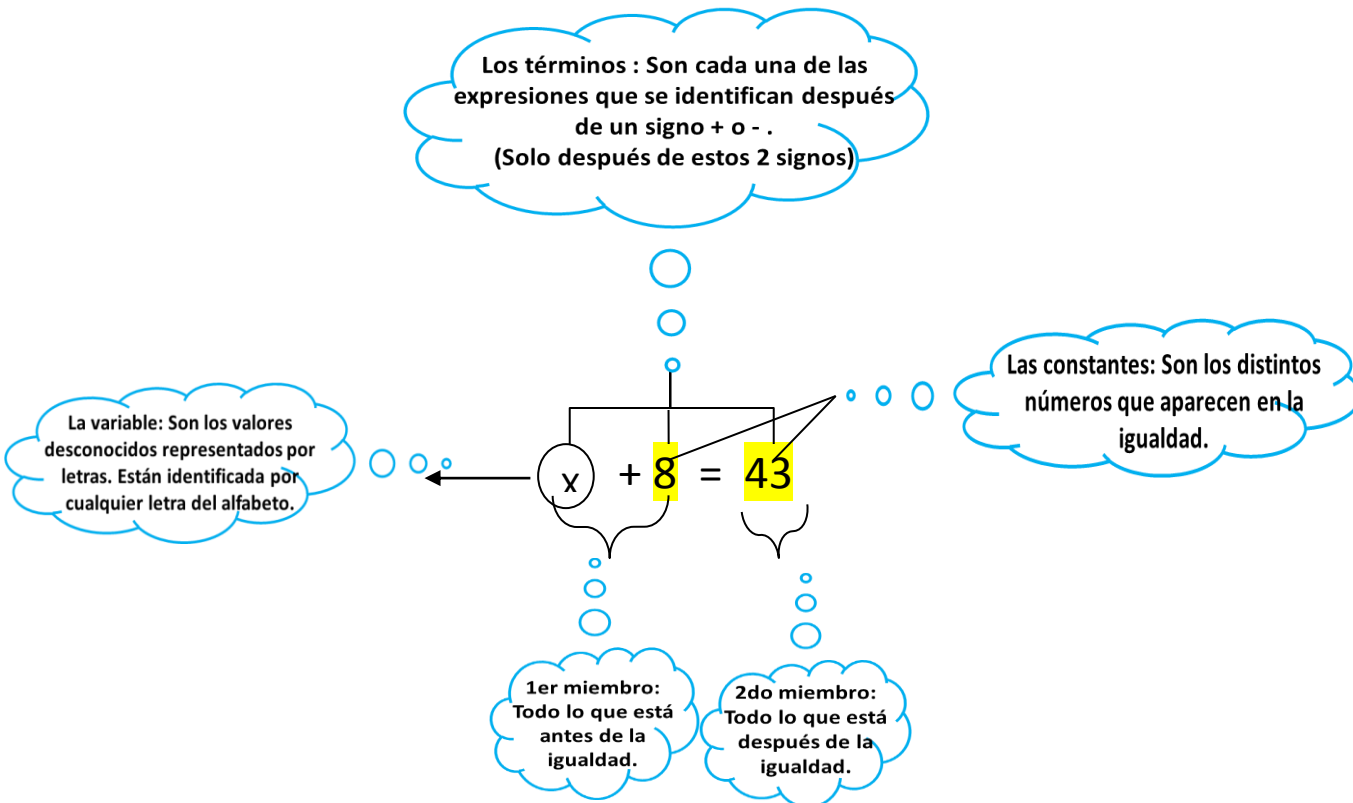 Los términos : Son cada una de las
expresiones que se identifican después
de un signo + o - .
(Solo después de estos 2 signos)
Las constantes: Son los distintos
números que aparecen en la
igualdad.
La variable: Son los valores
desconocidos representados por
letras. Están identificada por
cualquier letra del alfabeto.
x + 8 = 43
1er miembro:
Todo lo que está
antes de la
igualdad.
2do miembro:
Todo lo que está
después de la
igualdad.